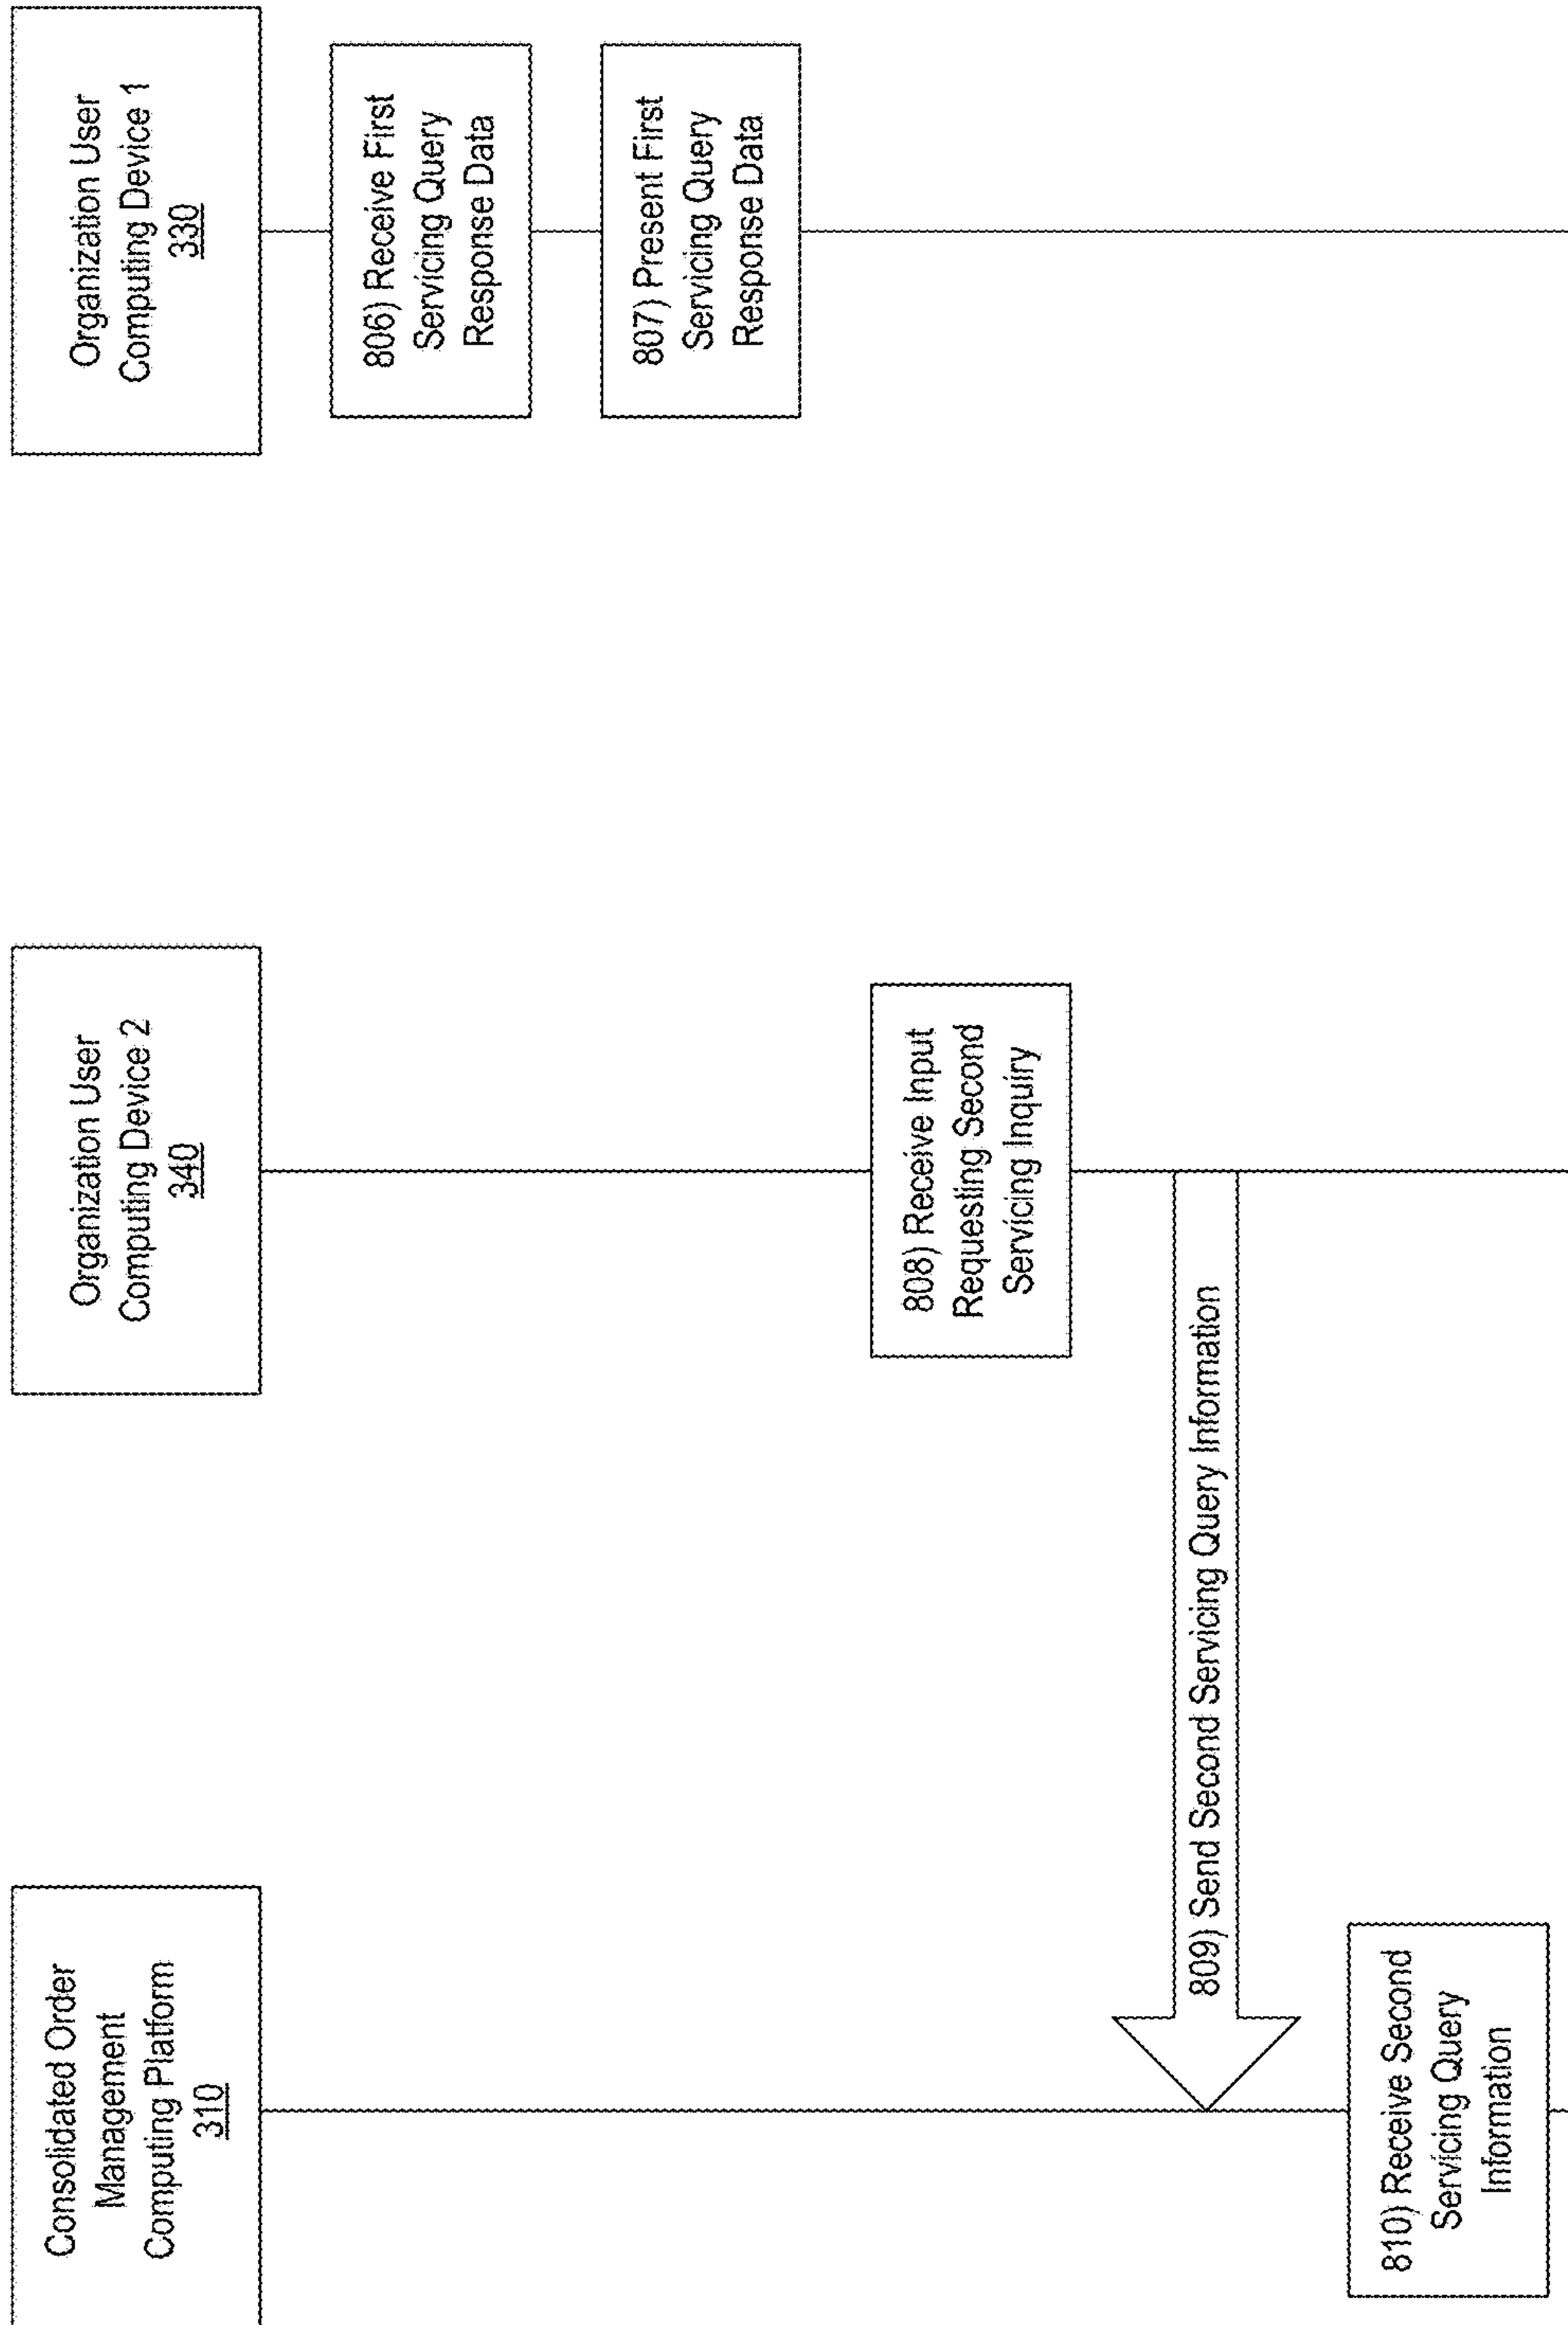 Consolidated Order
Management
Computing Platform
310
Organization User
Computing Device 2
340
Organization User
Computing Device 1
330
806) Receive First
Servicing Query
Response Data
807) Present First
Servicing Query
Response Data
808) Receive Input
Requesting Second
Servicing Inquiry
809) Send Second Servicing Query Information
810) Receive Second
Servicing Query
Information